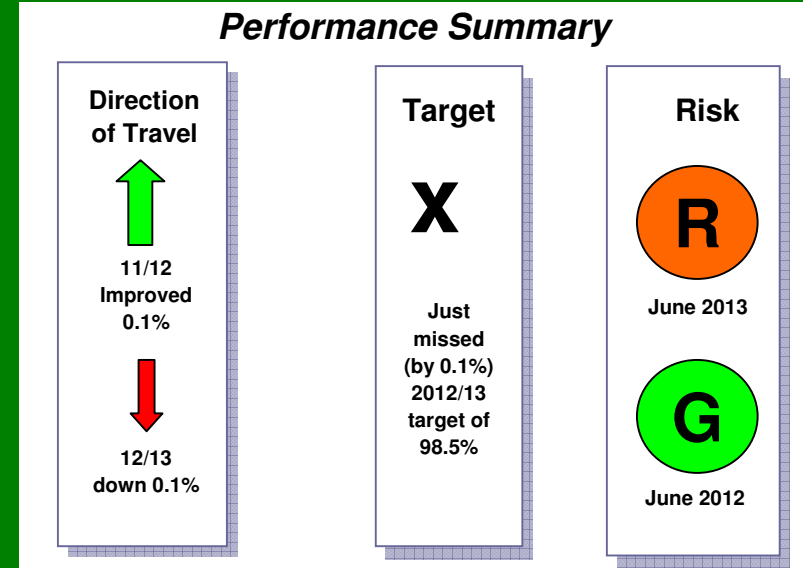 Performance Summary
Direction
of Travel
11/12
Improved
0.1%
12/13
down 0.1%
Target
X
Just
missed
(by 0.1%)
2012/13
target of
98.5%
Risk
R
June 2013
G
June 2012